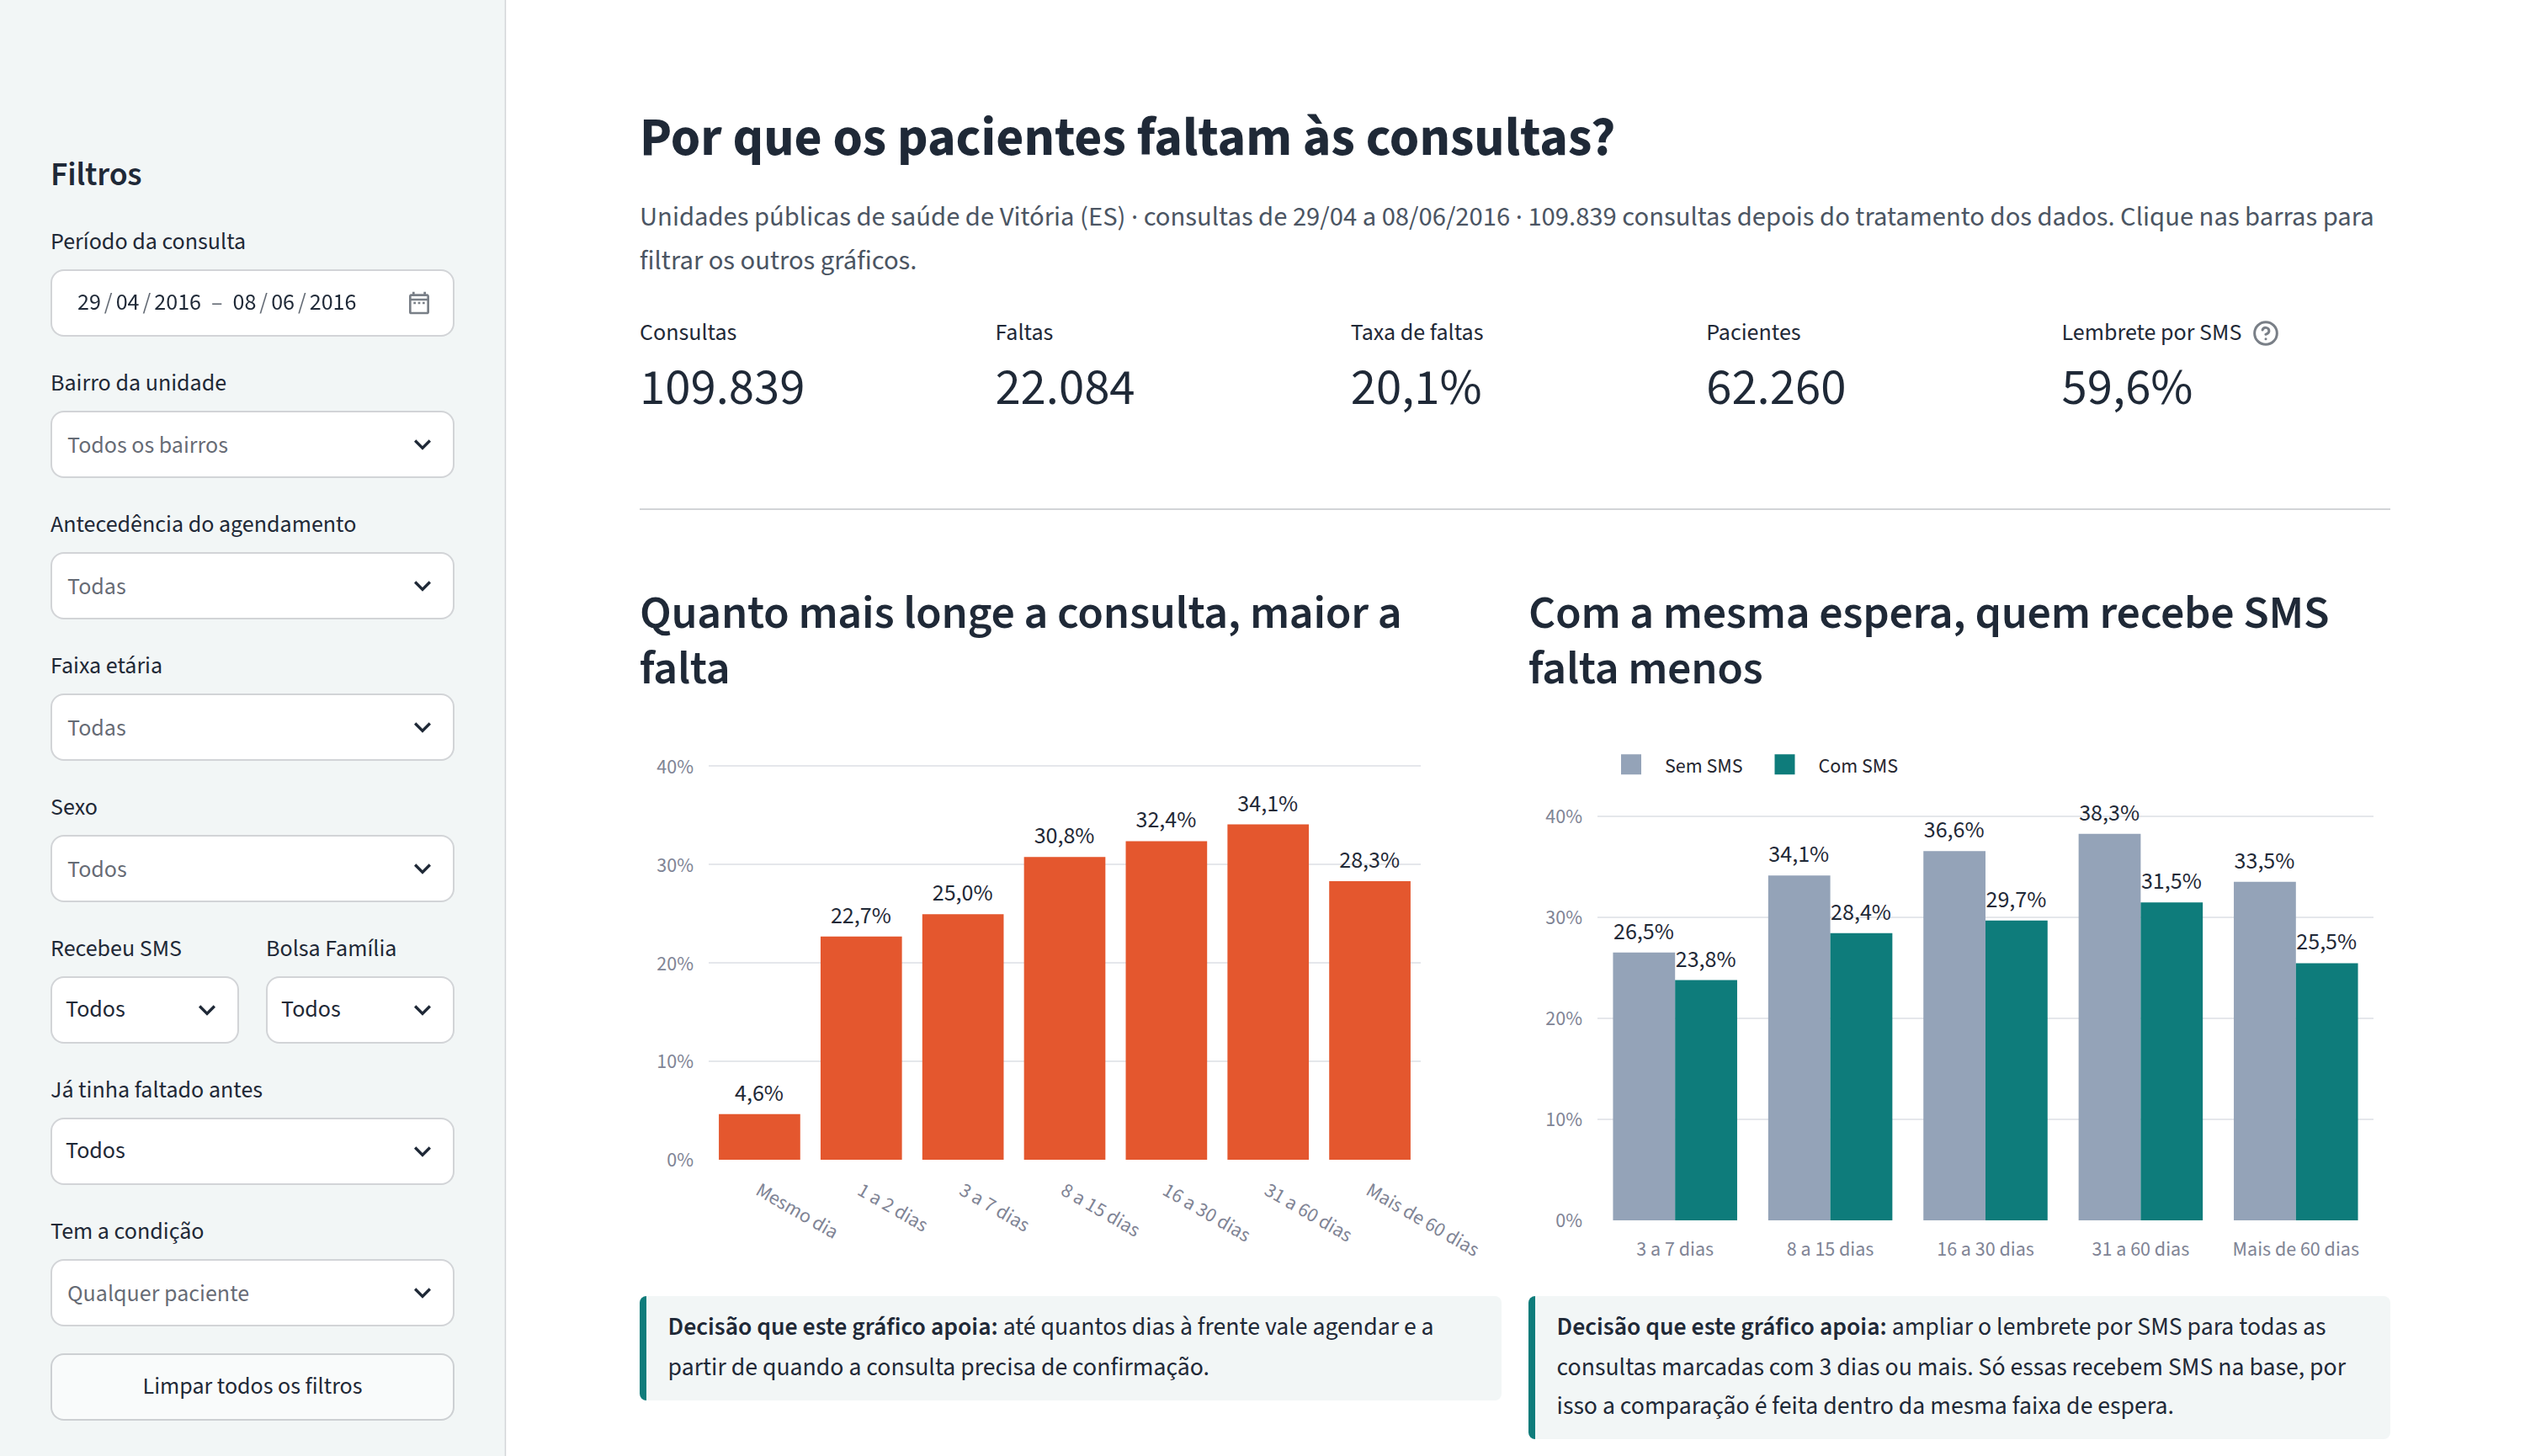 Filtros
Período da consulta
29 / 04 / 2016 – 08 / 06 / 2016
Bairro da unidade
Todos os bairros
Antecedência do agendamento
Todas
Faixa etária
Todas
Sexo
Todos
Recebeu SMS Bolsa Família
Todos Todos
Já tinha faltado antes
Todos
Tem a condição
Qualquer paciente
Limpar todos os filtros
Por que os pacientes faltam às consultas?
Unidades públicas de saúde de Vitória (ES) · consultas de 29/04 a 08/06/2016 · 109.839 consultas depois do tratamento dos dados. Clique nas barras para
filtrar os outros gráficos.
Consultas Faltas Taxa de faltas Pacientes Lembrete por SMS ?
109.839 22.084 20,1% 62.260 59,6%
Quanto mais longe a consulta, maior a
falta
40%
30%
20%
10%
0%
4,6%
22,7%
25,0%
30,8%
32,4%
34,1%
28,3%
Mesmo dia
1 a 2 dias
3 a 7 dias
8 a 15 dias
16 a 30 dias
31 a 60 dias
Mais de 60 dias
Decisão que este gráfico apoia: até quantos dias à frente vale agendar e a
partir de quando a consulta precisa de confirmação.
Com a mesma espera, quem recebe SMS
falta menos
Sem SMS Com SMS
40%
30%
20%
10%
0%
26,5%
23,8%
34,1%
28,4%
36,6%
29,7%
38,3%
31,5%
33,5%
25,5%
3 a 7 dias
8 a 15 dias
16 a 30 dias
31 a 60 dias
Mais de 60 dias
Decisão que este gráfico apoia: ampliar o lembrete por SMS para todas as
consultas marcadas com 3 dias ou mais. Só essas recebem SMS na base, por
isso a comparação é feita dentro da mesma faixa de espera.